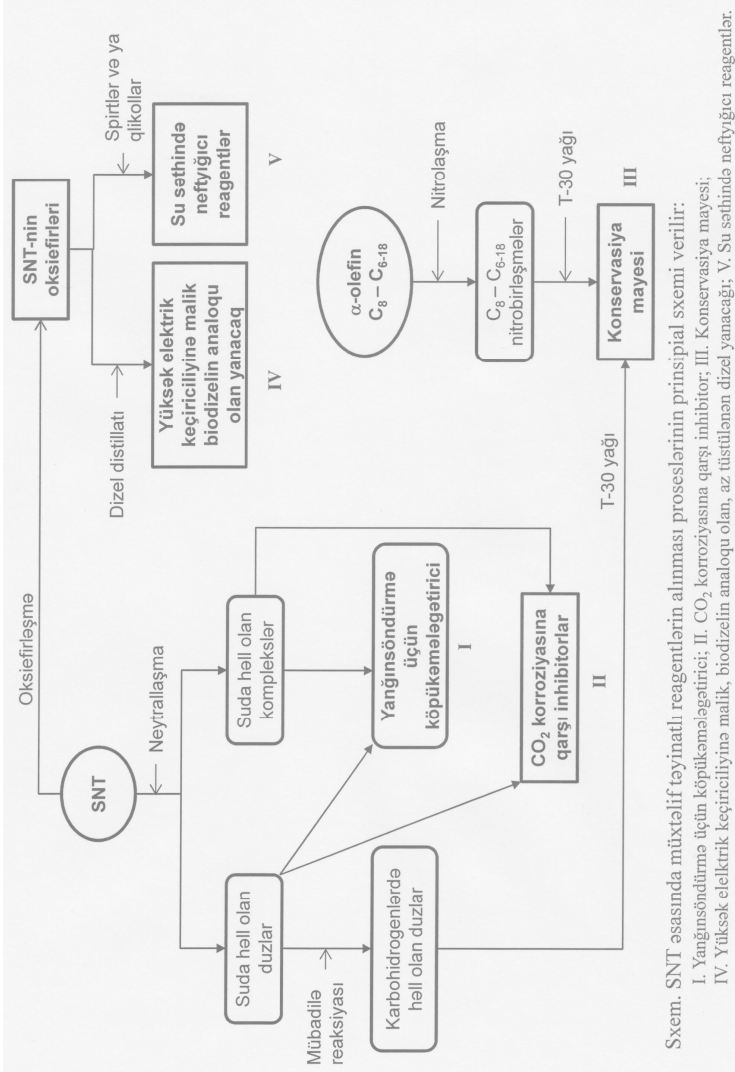 Oksiefirləşmə
SNT
Neytrallaşma
Suda həll olan
duzlar
Suda həll olan
komplekslər
Mübadilə
reaksiyası
Karbohidrogenlərdə
həll olan duzlar
Yanğınsöndürmə
üçün
köpükəmələgətirici
I
CO₂ korroziyasına
qarşı inhibitorlar
II
T-30 yağı
SNT-nin
oksiefirləri
Dizel distillatı
Spirtlər və ya
qlikollar
Yüksək elektrik
keçiriciliyinə malik
biodizelin analoqu
olan yanacaq
IV
Su səthində
neftyığıcı
reagentlər
V
α-olefin
C₈ – C₆₋₁₈
Nitrolaşma
C₈ – C₆₋₁₈
nitrobirləşmələr
T-30 yağı
Konservasiya
mayesi
III
Sxem. SNT əsasında müxtəlif təyinatlı reagentlərin alınması proseslərinin prinsipial sxemi verilir:
I. Yanğınsöndürmə üçün köpükəmələgətirici; II. CO₂ korroziyasına qarşı inhibitor; III. Konservasiya mayesi;
IV. Yüksək elelktrik keçiriciliyinə malik, biodizelin analoqu olan, az tüstülənən dizel yanacağı; V. Su səthində neftyığıcı reagentlər.